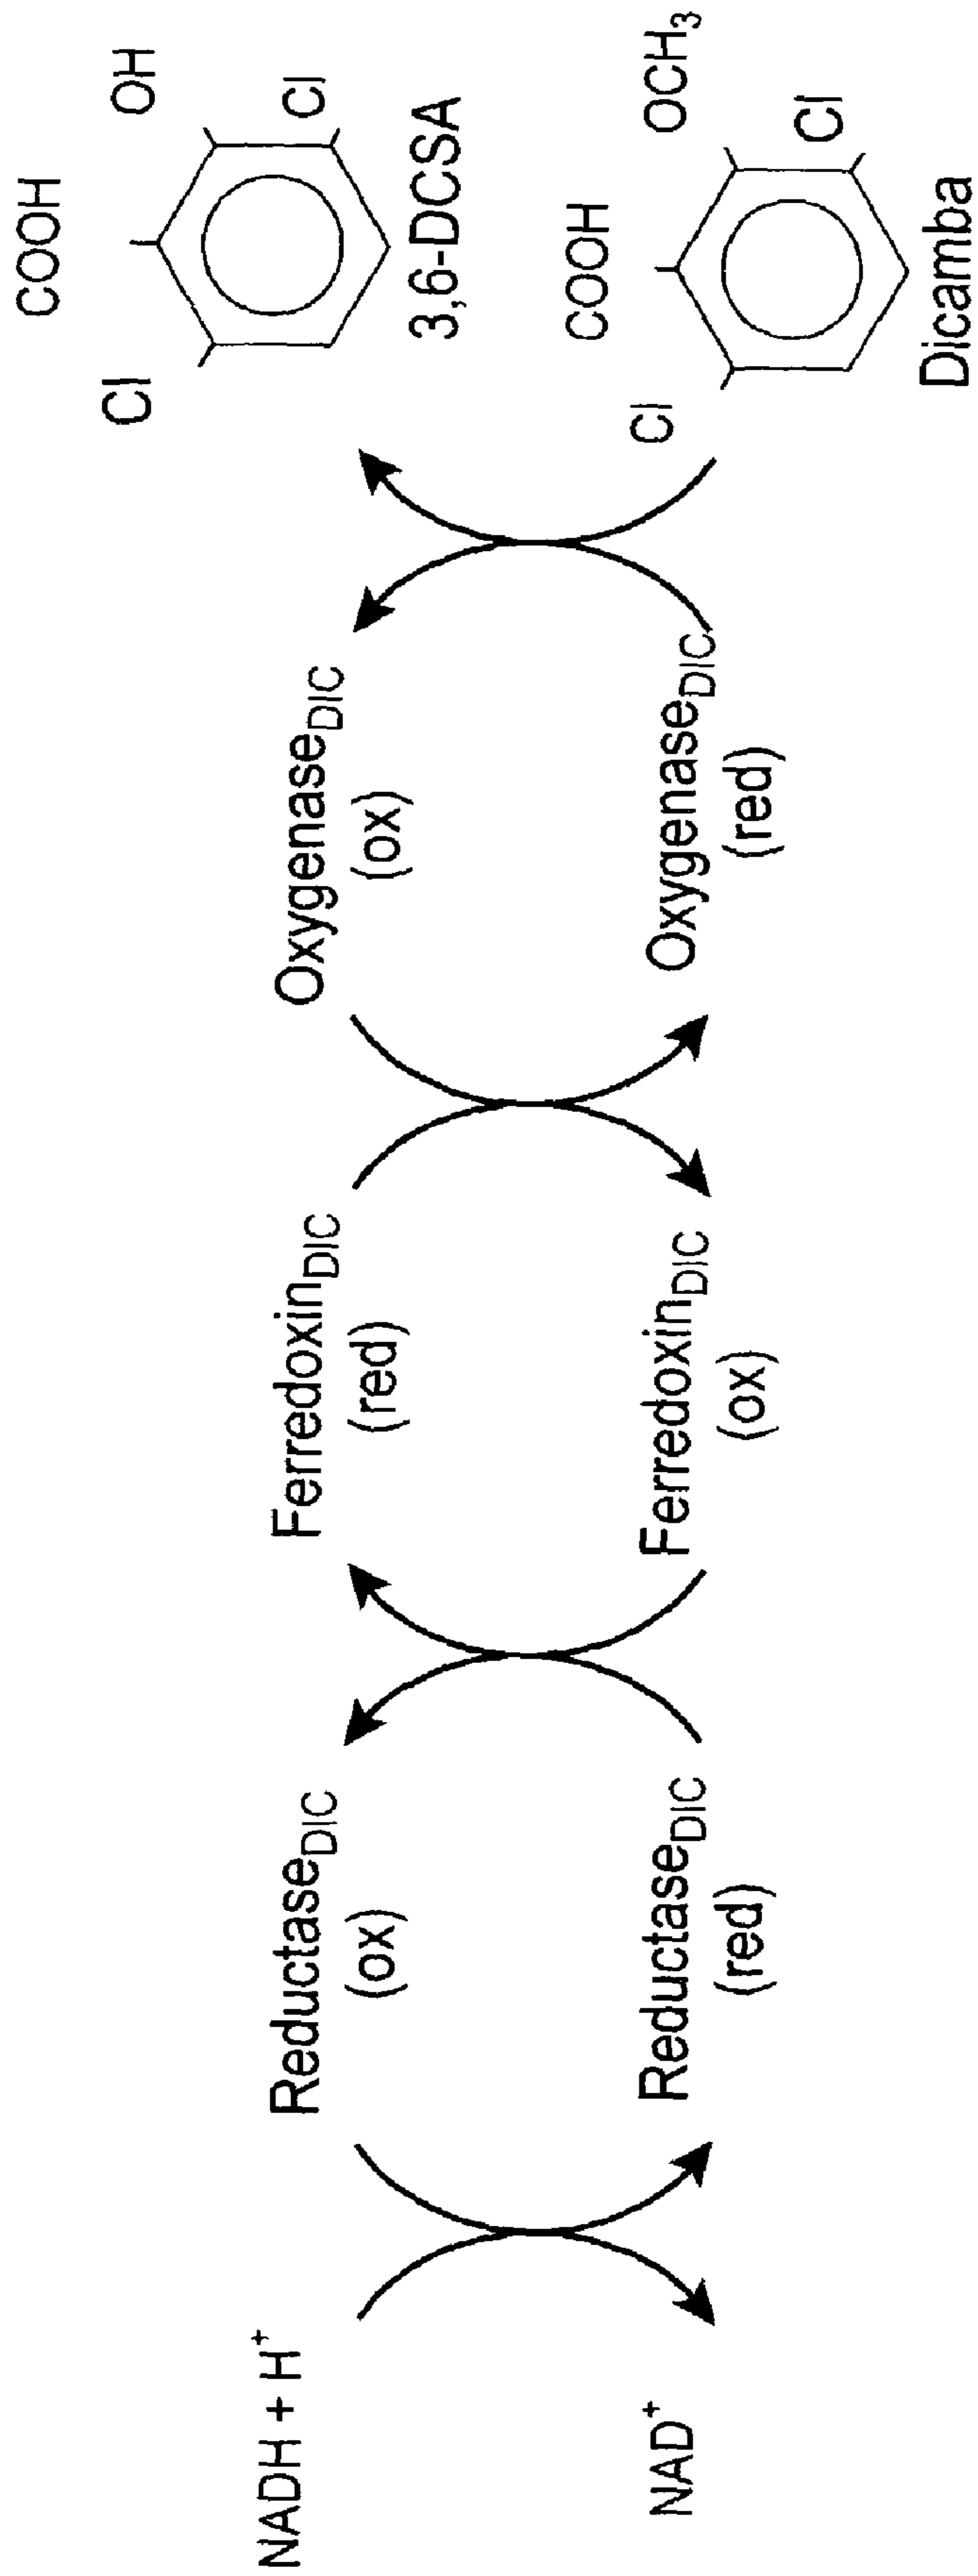 NADH + H⁺
NAD⁺
Reductase_DIC
(ox)
Reductase_DIC
(red)
Ferredoxin_DIC
(red)
Ferredoxin_DIC
(ox)
Oxygenase_DIC
(ox)
Oxygenase_DIC
(red)
COOH
Cl
OH
Cl
3,6-DCSA
COOH
Cl
OCH₃
Cl
Dicamba